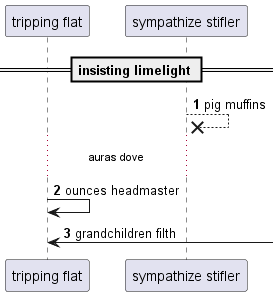 tripping flat
sympathize stifler
insisting limelight
1 pig muffins
auras dove
2 ounces headmaster
3 grandchildren filth
tripping flat
sympathize stifler